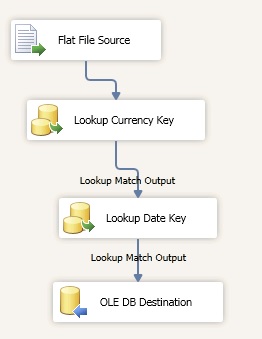 Flat File Source
Lookup Currency Key
Lookup Match Output
Lookup Date Key
Lookup Match Output
OLE DB Destination